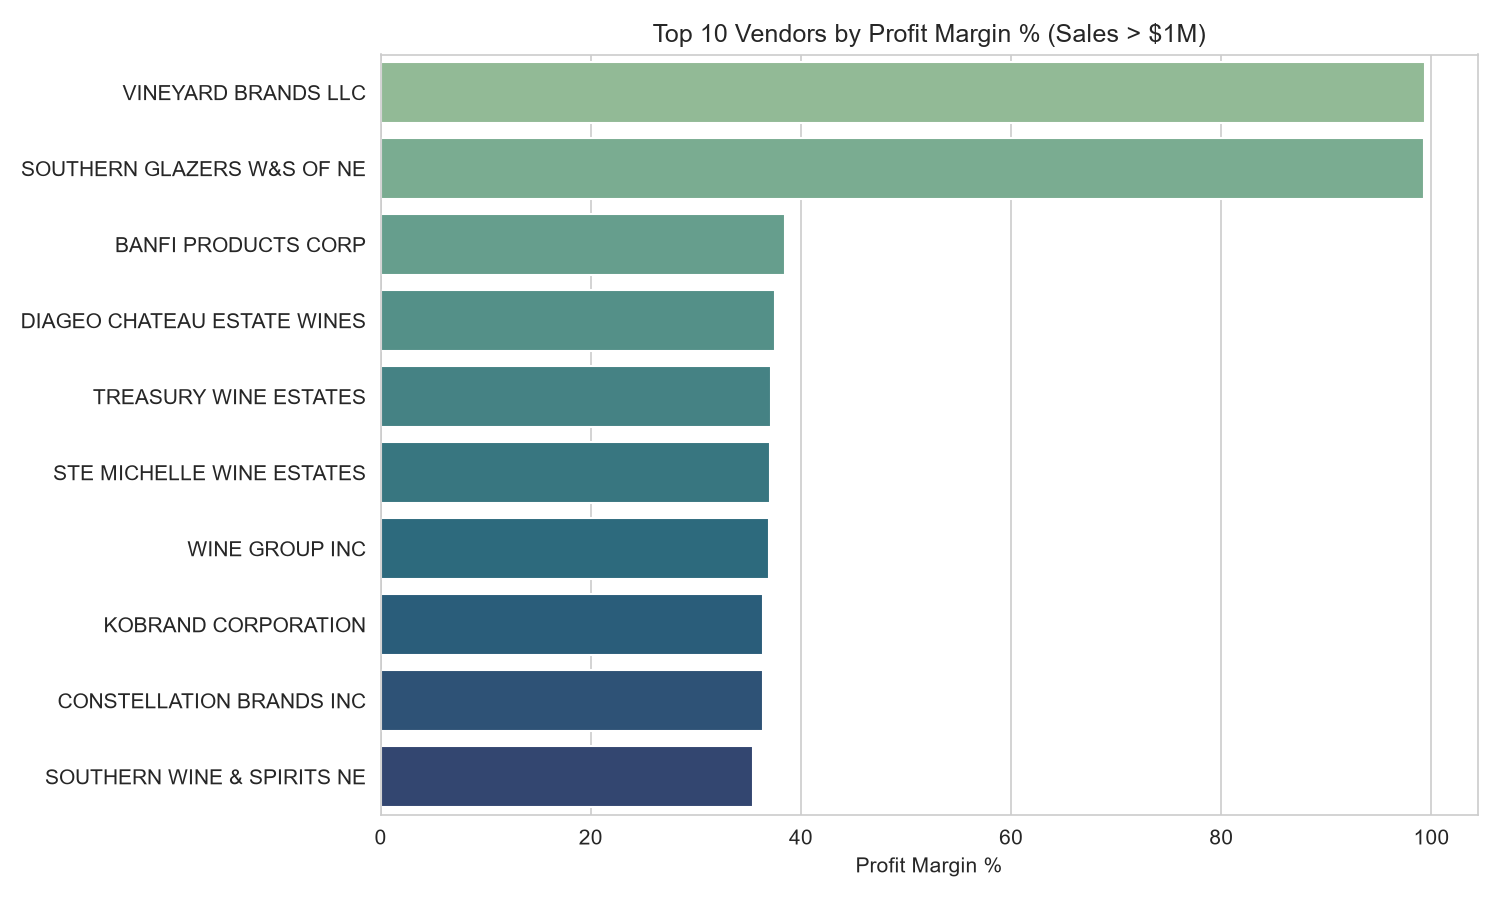 Top 10 Vendors by Profit Margin % (Sales > $1M)
VINEYARD BRANDS LLC
SOUTHERN GLAZERS W&S OF NE
BANFI PRODUCTS CORP
DIAGEO CHATEAU ESTATE WINES
TREASURY WINE ESTATES
STE MICHELLE WINE ESTATES
WINE GROUP INC
KOBRAND CORPORATION
CONSTELLATION BRANDS INC
SOUTHERN WINE & SPIRITS NE
0 20 40 60 80 100
Profit Margin %